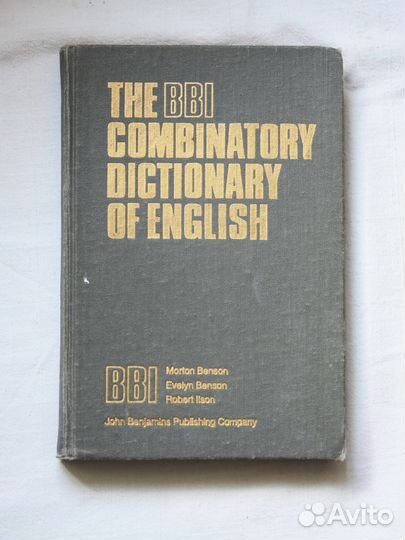 THE BBI
COMBINATORY
DICTIONARY
OF ENGLISH
BBI
Morton Benson
Evelyn Benson
Robert Ilson
John Benjamins Publishing Company
Avito